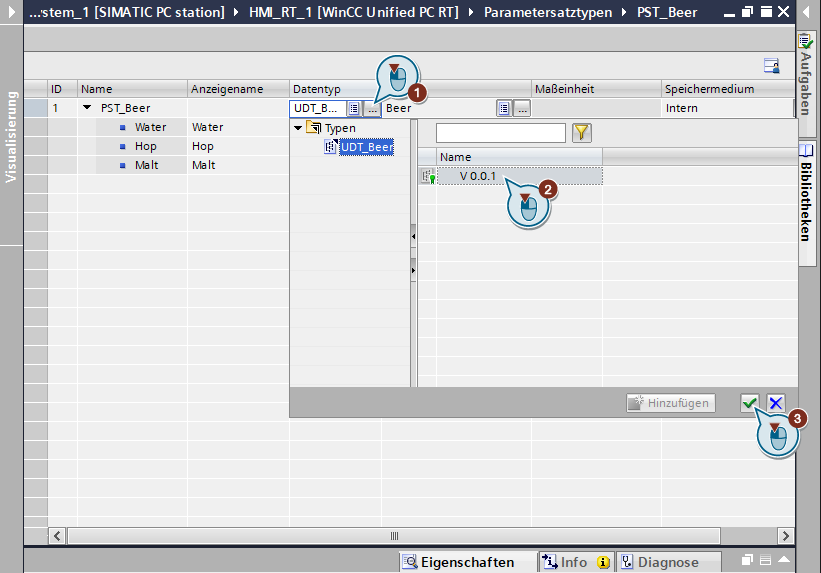 ...stem_1 [SIMATIC PC station] HMI_RT_1 [WinCC Unified PC RT] Parametersatztypen PST_Beer
Visualisierung
Aufgaben
Bibliotheken
ID Name Anzeigename Datentyp Maßeinheit Speichermedium
1 PST_Beer UDT_B... ... Beer ... Intern
1
Water Water
Typen
Hop Hop
UDT_Beer
Name
Malt Malt
V 0.0.1
2
Hinzufügen
3
Eigenschaften Info Diagnose